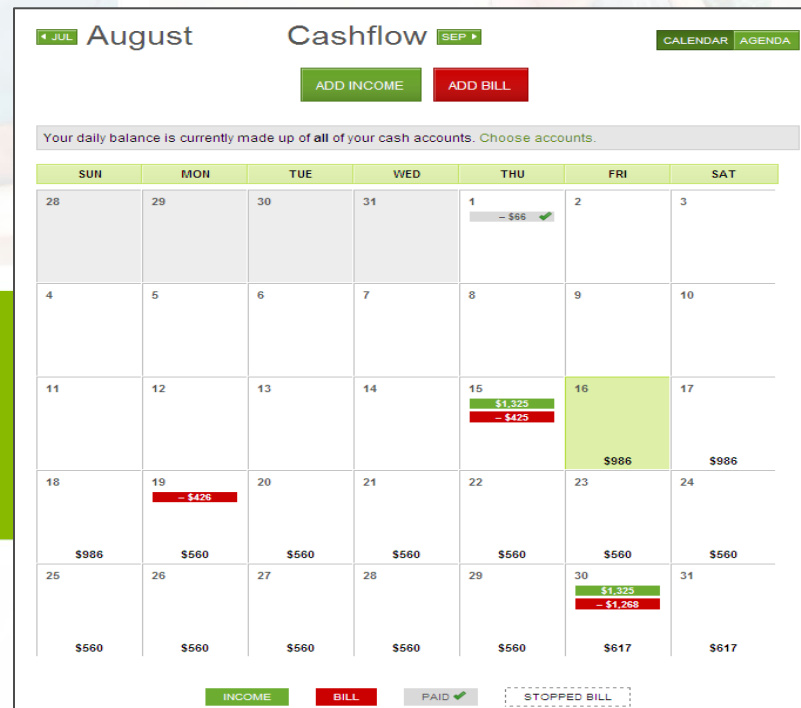 ◂ JUL August Cashflow SEP ▸
CALENDAR AGENDA
ADD INCOME ADD BILL
Your daily balance is currently made up of all of your cash accounts. Choose accounts.
SUN MON TUE WED THU FRI SAT
28 29 30 31 1 2 3
– $66 ✔
4 5 6 7 8 9 10
11 12 13 14 15 16 17
$1,325
– $425
$986 $986
18 19 20 21 22 23 24
– $426
$986 $560 $560 $560 $560 $560 $560
25 26 27 28 29 30 31
$1,325
– $1,268
$560 $560 $560 $560 $560 $617 $617
INCOME BILL PAID ✔ STOPPED BILL